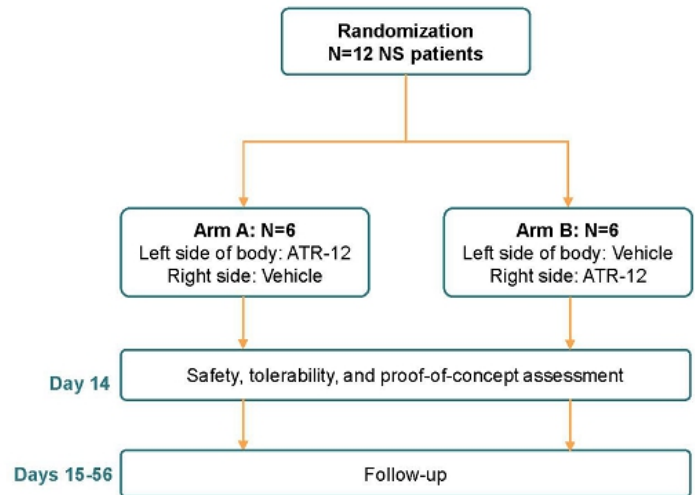 Randomization
N=12 NS patients
Arm A: N=6
Left side of body: ATR-12
Right side: Vehicle
Arm B: N=6
Left side of body: Vehicle
Right side: ATR-12
Day 14
Safety, tolerability, and proof-of-concept assessment
Days 15-56
Follow-up